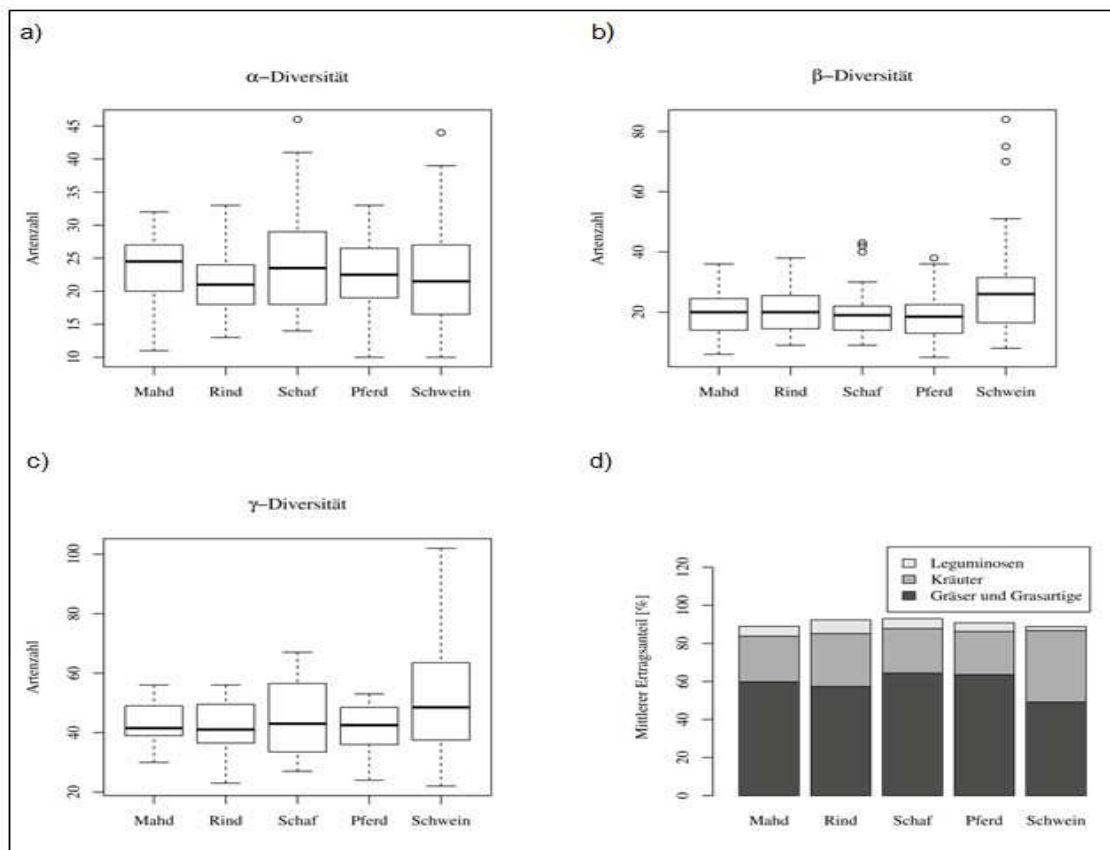 a)
α–Diversität
Artenzahl
45
40
35
30
25
20
15
10
Mahd Rind Schaf Pferd Schwein
b)
β–Diversität
Artenzahl
80
60
40
20
Mahd Rind Schaf Pferd Schwein
c)
γ–Diversität
Artenzahl
100
80
60
40
20
Mahd Rind Schaf Pferd Schwein
d)
Leguminosen
Kräuter
Gräser und Grasartige
Mittlerer Ertragsanteil [%]
120
100
80
60
40
20
0
Mahd Rind Schaf Pferd Schwein